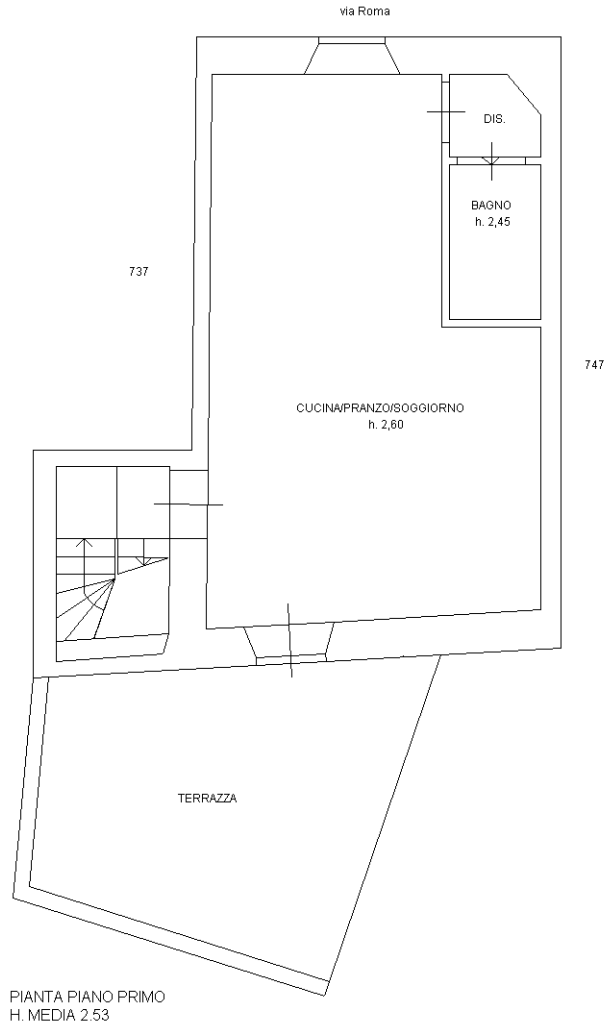 via Roma
DIS.
BAGNO
h. 2,45
737
747
CUCINA/PRANZO/SOGGIORNO
h. 2,60
TERRAZZA
PIANTA PIANO PRIMO
H. MEDIA 2.53